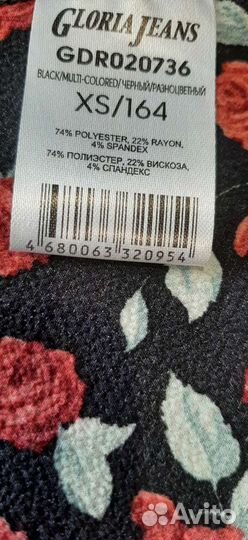 GLORIA JEANS
GDR020736
BLACK/MULTI-COLORED/ЧЕРНЫЙ/РАЗНОЦВЕТНЫЙ
XS/164
74% POLYESTER, 22% RAYON,
4% SPANDEX
74% ПОЛИЭСТЕР, 22% ВИСКОЗА,
4% СПАНДЕКС
4 680063 320954
Avito